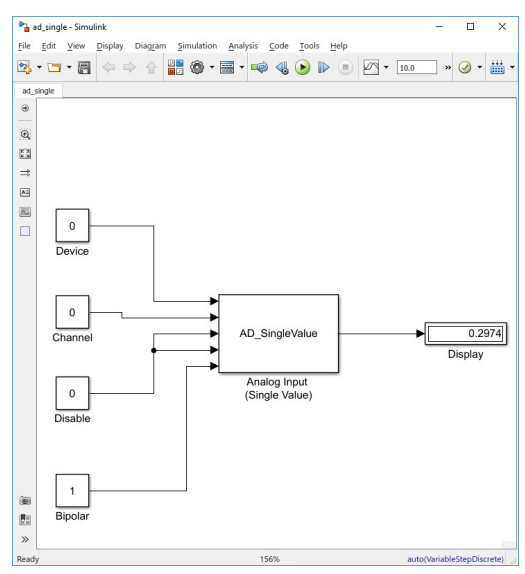 ad_single - Simulink
File Edit View Display Diagram Simulation Analysis Code Tools Help
10.0 »
ad_single
0
Device
0
Channel
AD_SingleValue
0.2974
Display
Analog Input
(Single Value)
0
Disable
1
Bipolar
»
Ready 156% auto(VariableStepDiscrete)